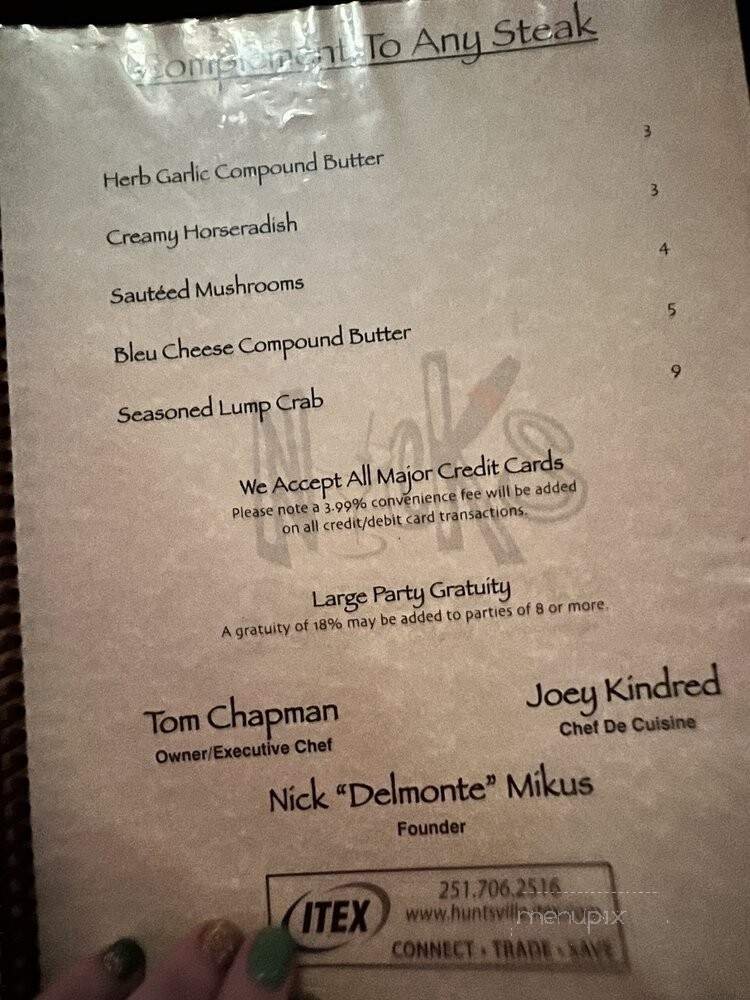 Complement To Any Steak
Herb Garlic Compound Butter 3
Creamy Horseradish 3
Sautéed Mushrooms 4
Bleu Cheese Compound Butter 5
Seasoned Lump Crab 9
Nick's
We Accept All Major Credit Cards
Please note a 3.99% convenience fee will be added
on all credit/debit card transactions.
Large Party Gratuity
A gratuity of 18% may be added to parties of 8 or more.
Tom Chapman
Owner/Executive Chef
Joey Kindred
Chef De Cuisine
Nick “Delmonte” Mikus
Founder
ITEX
251.706.2516
menupix
CONNECT • TRADE • SAVE